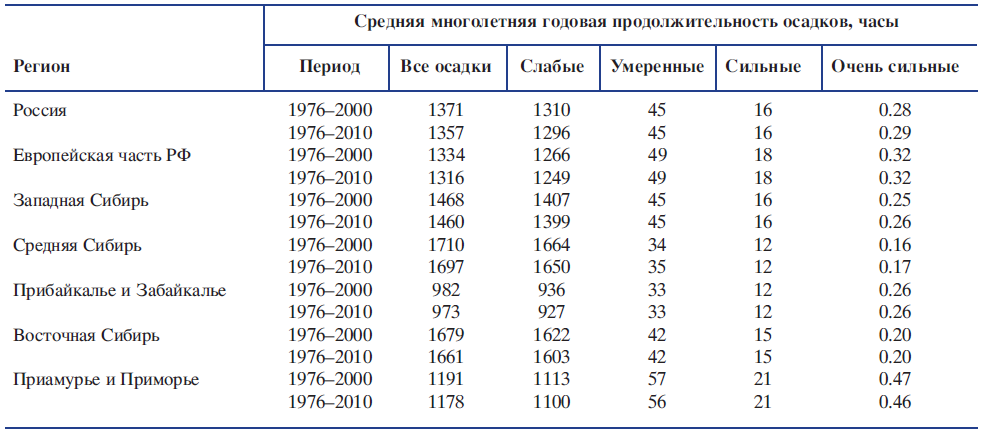 Средняя многолетняя годовая продолжительность осадков, часы
Регион Период Все осадки Слабые Умеренные Сильные Очень сильные
Россия 1976–2000 1371 1310 45 16 0.28
1976–2010 1357 1296 45 16 0.29
Европейская часть РФ 1976–2000 1334 1266 49 18 0.32
1976–2010 1316 1249 49 18 0.32
Западная Сибирь 1976–2000 1468 1407 45 16 0.25
1976–2010 1460 1399 45 16 0.26
Средняя Сибирь 1976–2000 1710 1664 34 12 0.16
1976–2010 1697 1650 35 12 0.17
Прибайкалье и Забайкалье 1976–2000 982 936 33 12 0.26
1976–2010 973 927 33 12 0.26
Восточная Сибирь 1976–2000 1679 1622 42 15 0.20
1976–2010 1661 1603 42 15 0.20
Приамурье и Приморье 1976–2000 1191 1113 57 21 0.47
1976–2010 1178 1100 56 21 0.46